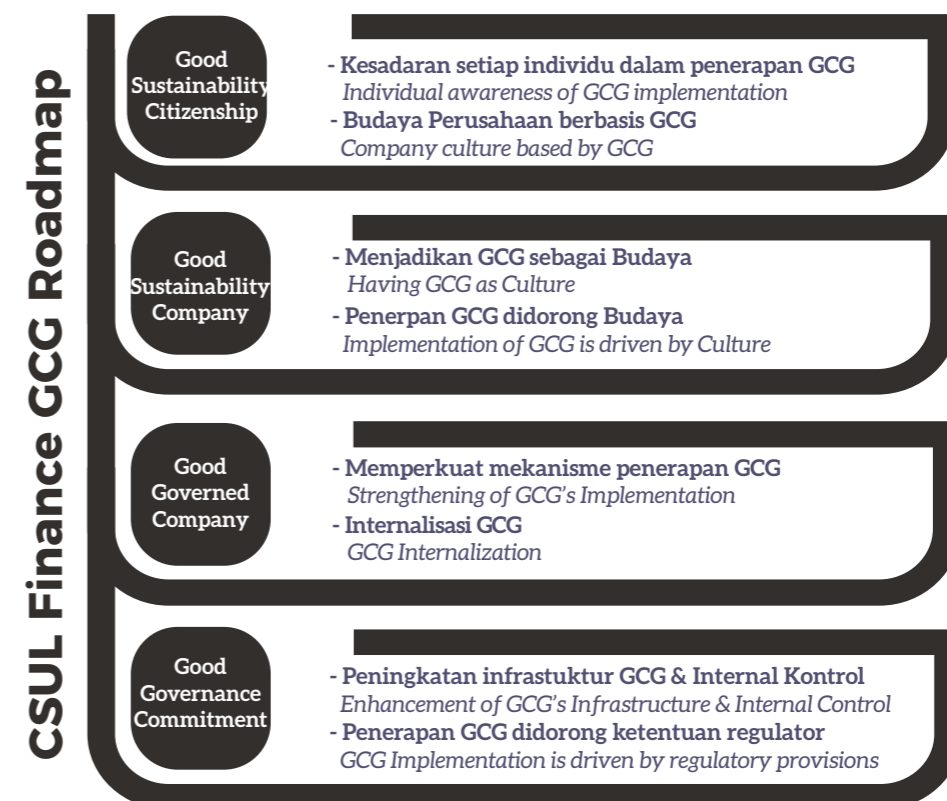 CSUL Finance GCG Roadmap
Good
Sustainability
Citizenship
- Kesadaran setiap individu dalam penerapan GCG
Individual awareness of GCG implementation
- Budaya Perusahaan berbasis GCG
Company culture based by GCG
Good
Sustainability
Company
- Menjadikan GCG sebagai Budaya
Having GCG as Culture
- Penerpan GCG didorong Budaya
Implementation of GCG is driven by Culture
Good
Governed
Company
- Memperkuat mekanisme penerapan GCG
Strengthening of GCG's Implementation
- Internalisasi GCG
GCG Internalization
Good
Governance
Commitment
- Peningkatan infrastuktur GCG & Internal Kontrol
Enhancement of GCG's Infrastructure & Internal Control
- Penerapan GCG didorong ketentuan regulator
GCG Implementation is driven by regulatory provisions